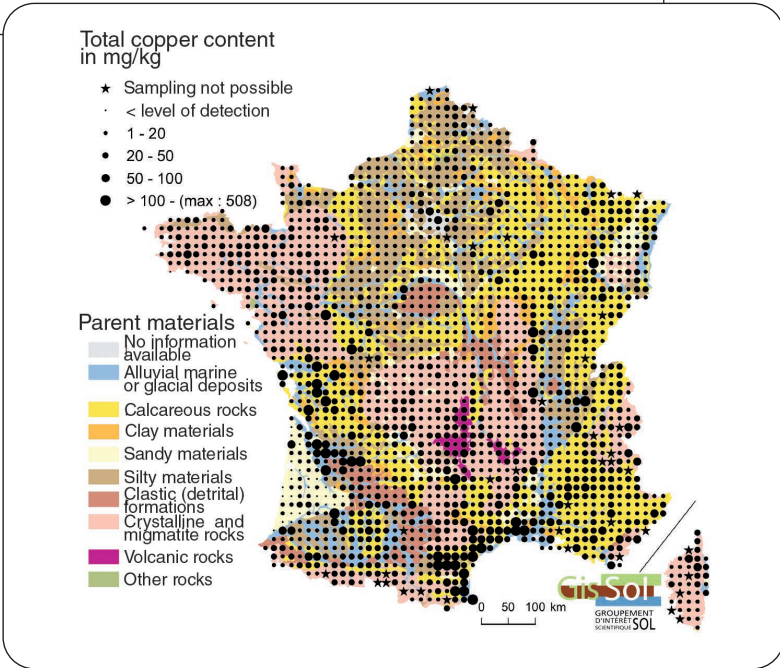 Total copper content
in mg/kg
Sampling not possible
< level of detection
1 - 20
20 - 50
50 - 100
> 100 - (max : 508)
Parent materials
No information
available
Alluvial marine
or glacial deposits
Calcareous rocks
Clay materials
Sandy materials
Silty materials
Clastic (detrital)
formations
Crystalline and
migmatite rocks
Volcanic rocks
Other rocks
0 50 100 km
Gis Sol
GROUPEMENT
D'INTÉRÊT
SCIENTIFIQUE SOL